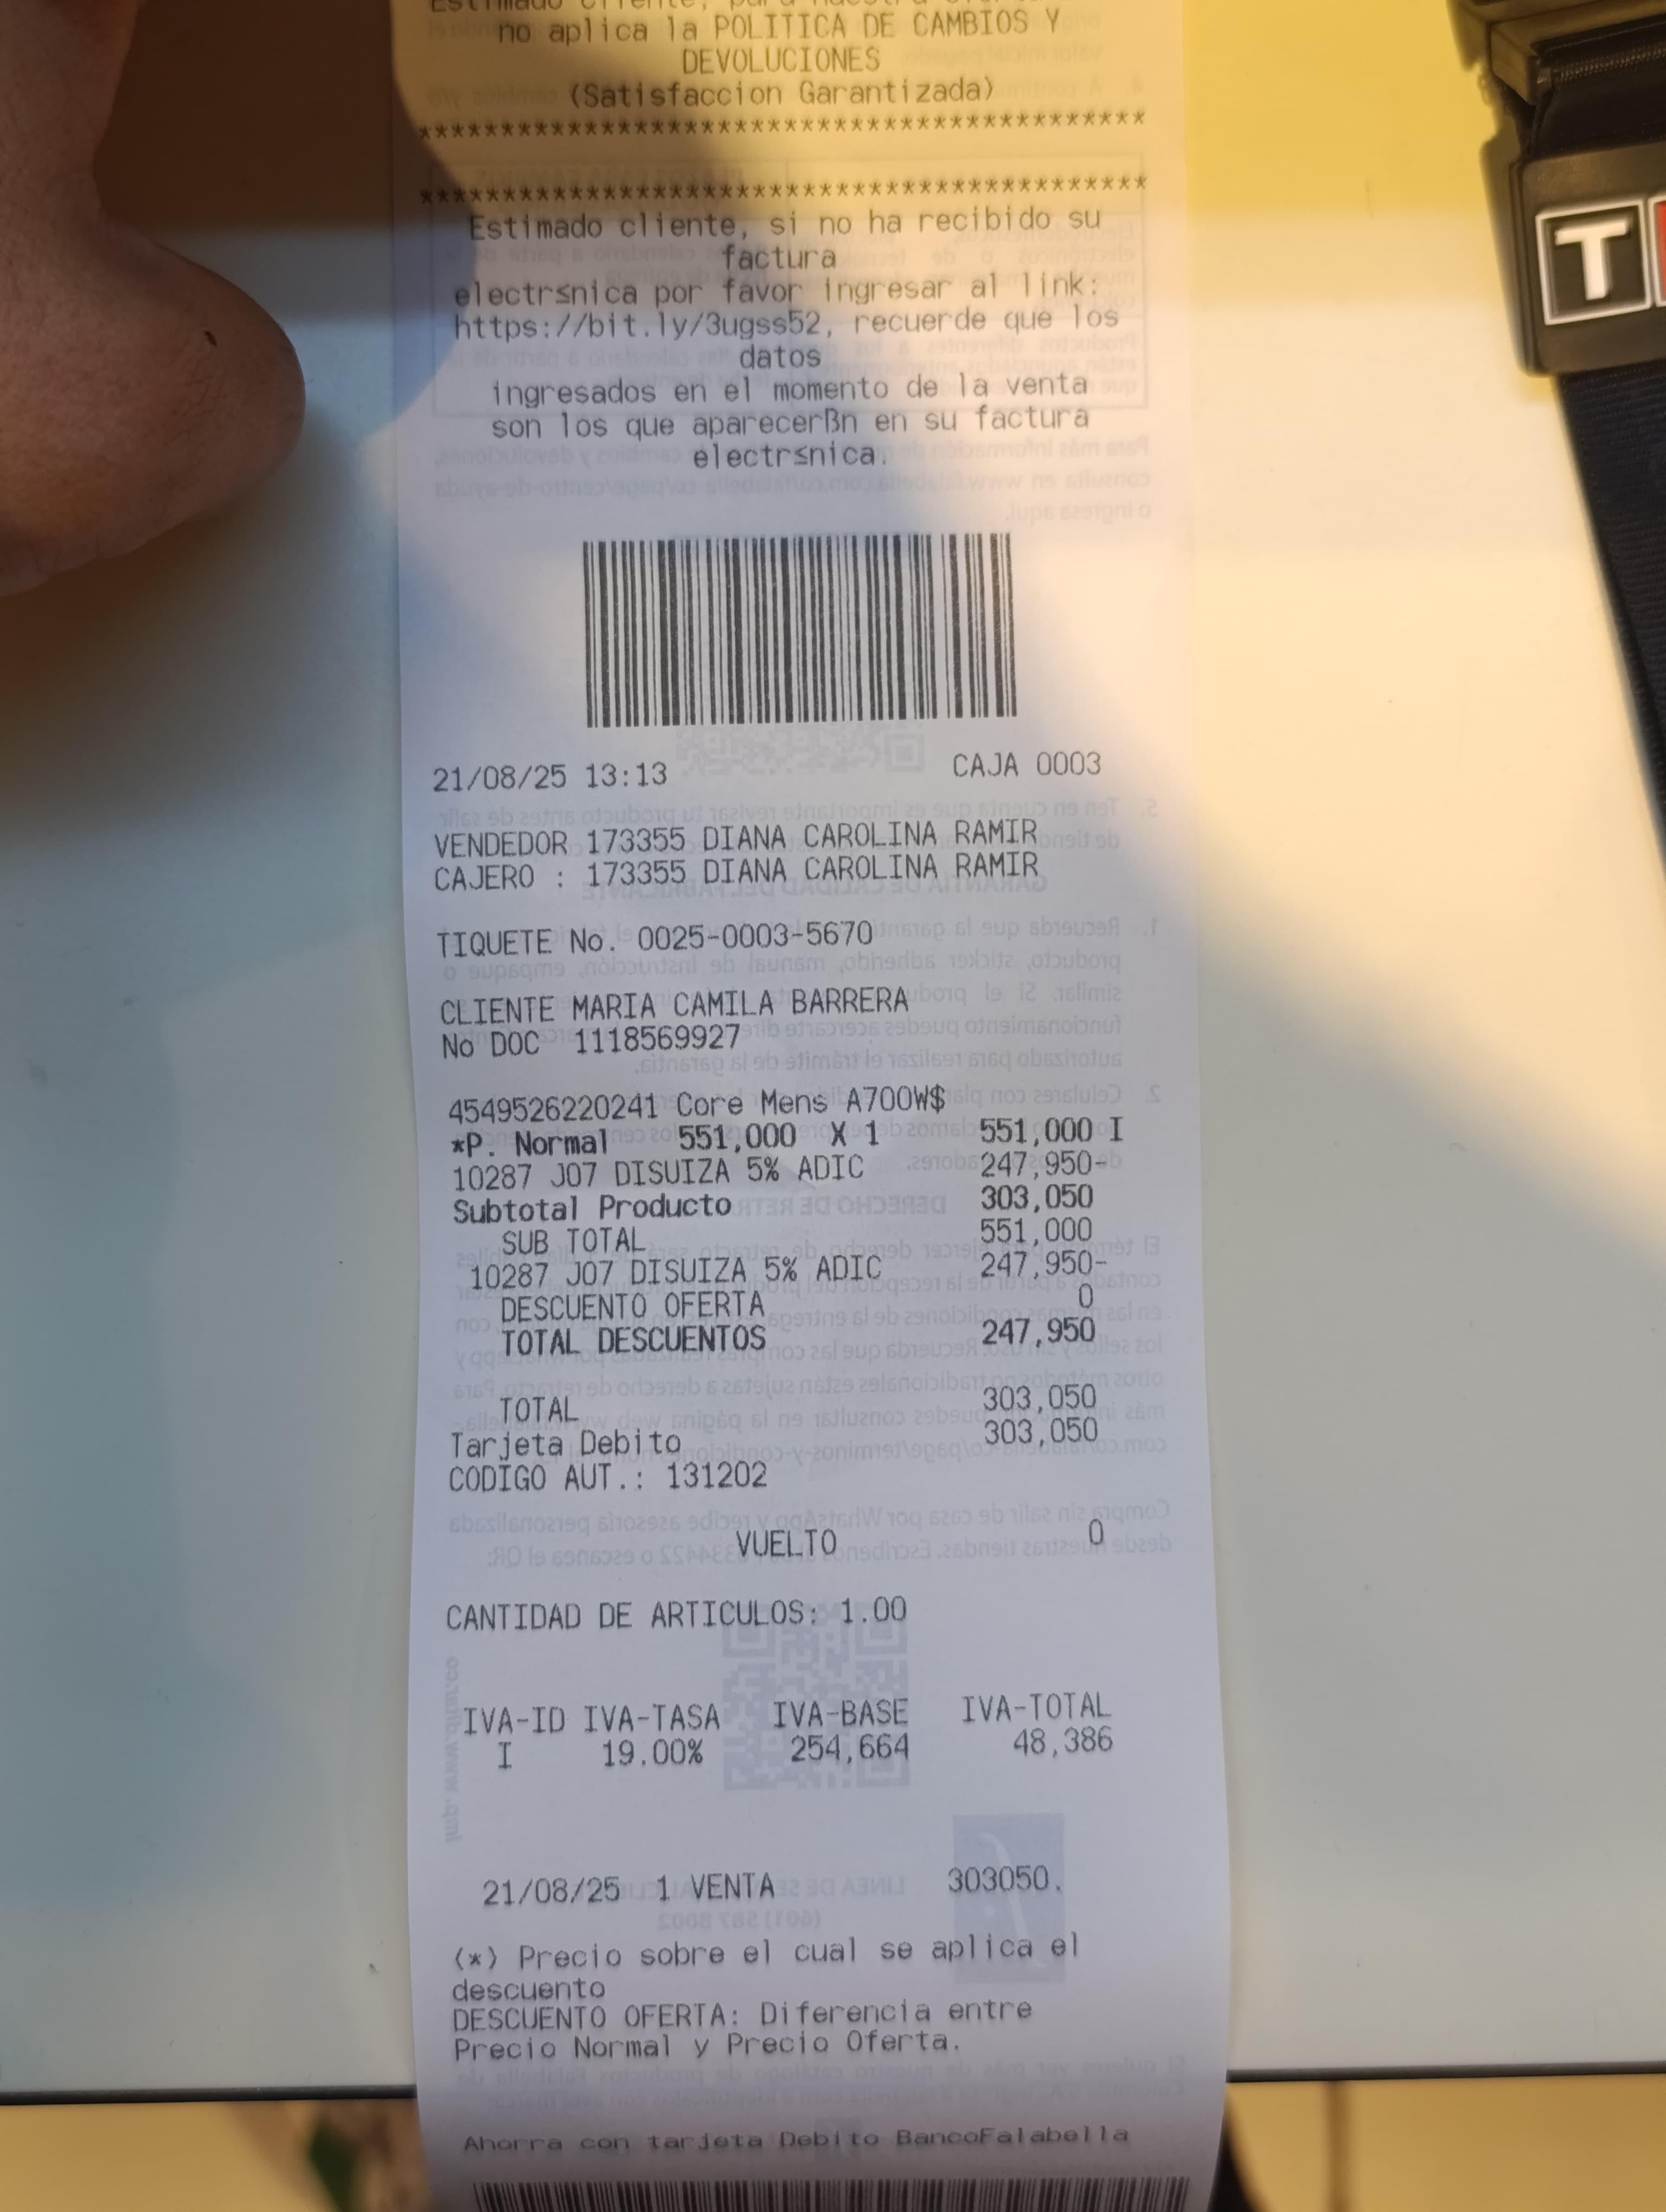 no aplica la POLITICA DE CAMBIOS Y
DEVOLUCIONES
(Satisfaccion Garantizada)
******************************************
******************************************
Estimado cliente, si no ha recibido su
factura
electr≤nica por favor ingresar al link:
https://bit.ly/3ugss52, recuerde que los
datos
ingresados en el momento de la venta
son los que aparecerßn en su factura
electr≤nica.
21/08/25 13:13 CAJA 0003
VENDEDOR 173355 DIANA CAROLINA RAMIR
CAJERO : 173355 DIANA CAROLINA RAMIR
TIQUETE No. 0025-0003-5670
CLIENTE MARIA CAMILA BARRERA
No DOC 1118569927
4549526220241 Core Mens A700W$
*P. Normal 551,000 X 1 551,000 I
10287 J07 DISUIZA 5% ADIC 247,950-
Subtotal Producto 303,050
SUB TOTAL 551,000
10287 J07 DISUIZA 5% ADIC 247,950-
DESCUENTO OFERTA 0
TOTAL DESCUENTOS 247,950
TOTAL 303,050
Tarjeta Debito 303,050
CODIGO AUT.: 131202
VUELTO 0
CANTIDAD DE ARTICULOS: 1.00
IVA-ID IVA-TASA IVA-BASE IVA-TOTAL
I 19.00% 254,664 48,386
21/08/25 1 VENTA 303050.
(*) Precio sobre el cual se aplica el
descuento
DESCUENTO OFERTA: Diferencia entre
Precio Normal y Precio Oferta.
Ahorra con tarjeta Debito BancoFalabella
T